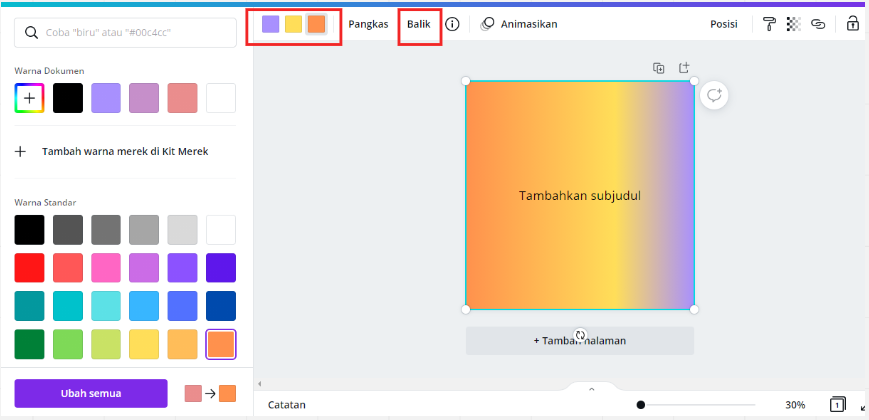 Coba "biru" atau "#00c4cc"
Pangkas
Balik
Animasikan
Posisi
Warna Dokumen
+ Tambah warna merek di Kit Merek
Warna Standar
Tambahkan subjudul
+ Tambah halaman
Ubah semua
Catatan
30%
1